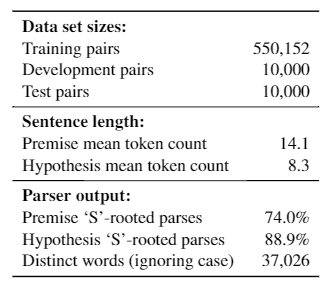 Data set sizes:
Training pairs 550,152
Development pairs 10,000
Test pairs 10,000
Sentence length:
Premise mean token count 14.1
Hypothesis mean token count 8.3
Parser output:
Premise ‘S’-rooted parses 74.0%
Hypothesis ‘S’-rooted parses 88.9%
Distinct words (ignoring case) 37,026